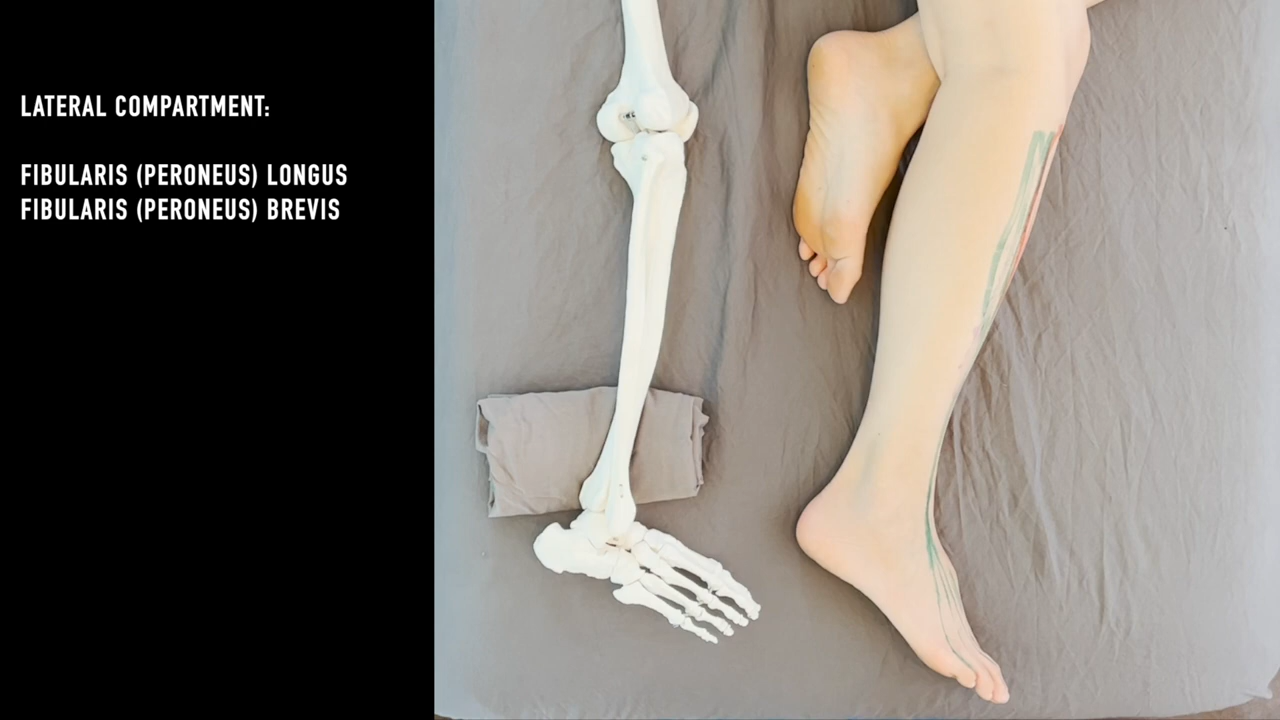 LATERAL COMPARTMENT:
FIBULARIS (PERONEUS) LONGUS
FIBULARIS (PERONEUS) BREVIS